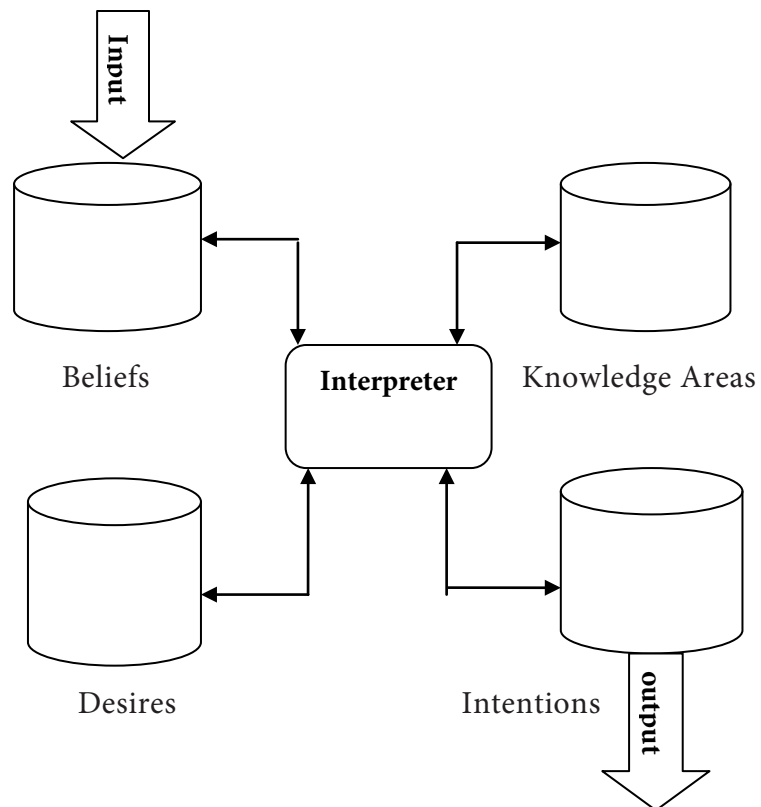 Input
Beliefs
Interpreter
Knowledge Areas
Desires
Intentions
output